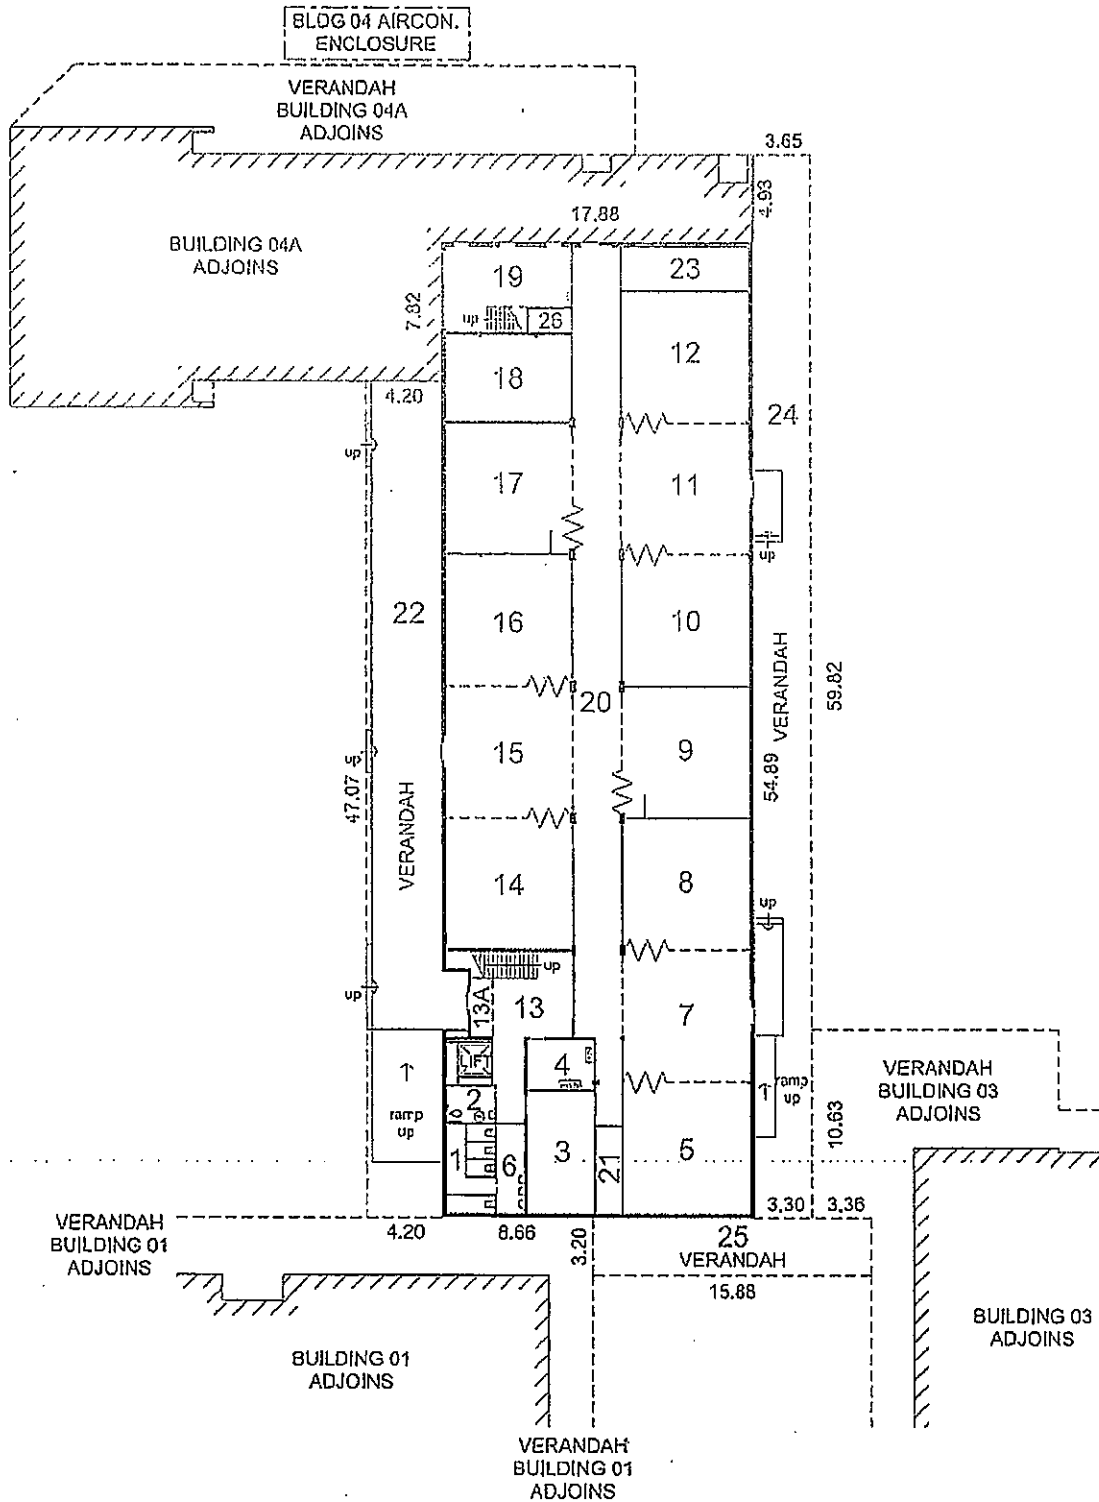 BLDG 04 AIRCON.
ENCLOSURE
VERANDAH
BUILDING 04A
ADJOINS
3.65
4.93
17.88
BUILDING 04A
ADJOINS
7.82
19
23
up
26
12
18
4.20
24
up
17
11
up
22
16
10
VERANDAH
59.82
20
15
9
up
47.07
VERANDAH
54.89
14
8
up
up
up
13A
13
7
LIFT
4
VERANDAH
BUILDING 03
ADJOINS
ramp
up
2
ramp
up
10.63
1
6
3
21
5
VERANDAH
BUILDING 01
ADJOINS
4.20
8.66
3.20
25
VERANDAH
15.88
3.30
3.36
BUILDING 03
ADJOINS
BUILDING 01
ADJOINS
VERANDAH
BUILDING 01
ADJOINS